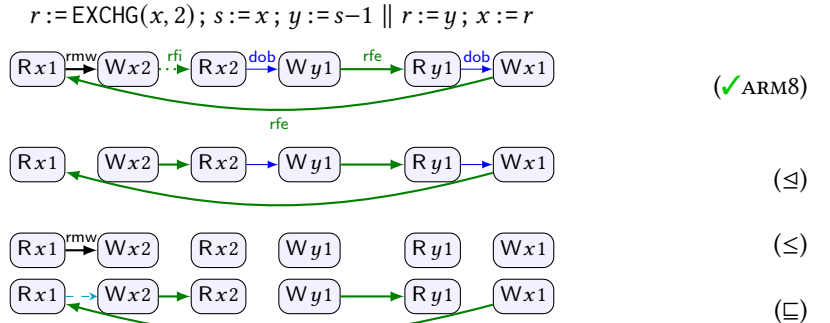 r := EXCHG(x, 2) ; s := x ; y := s−1 ∥ r := y ; x := r
Rx1 rmw Wx2 rfi Rx2 dob Wy1 rfe Ry1 dob Wx1 (✓ARM8)
rfe
Rx1 Wx2 Rx2 Wy1 Ry1 Wx1 (⊴)
Rx1 rmw Wx2 Rx2 Wy1 Ry1 Wx1 (≤)
Rx1 Wx2 Rx2 Wy1 Ry1 Wx1 (⊑)